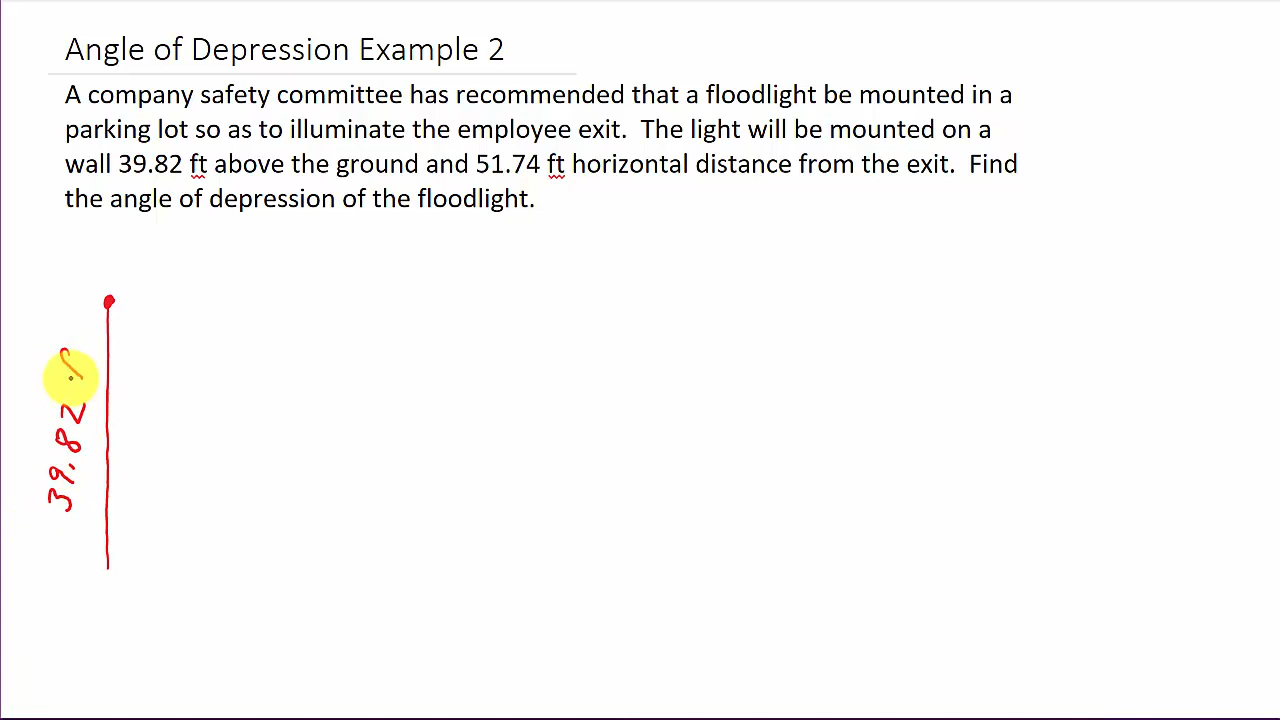 Angle of Depression Example 2
A company safety committee has recommended that a floodlight be mounted in a
parking lot so as to illuminate the employee exit.  The light will be mounted on a
wall 39.82 ft above the ground and 51.74 ft horizontal distance from the exit.  Find
the angle of depression of the floodlight.
39.82